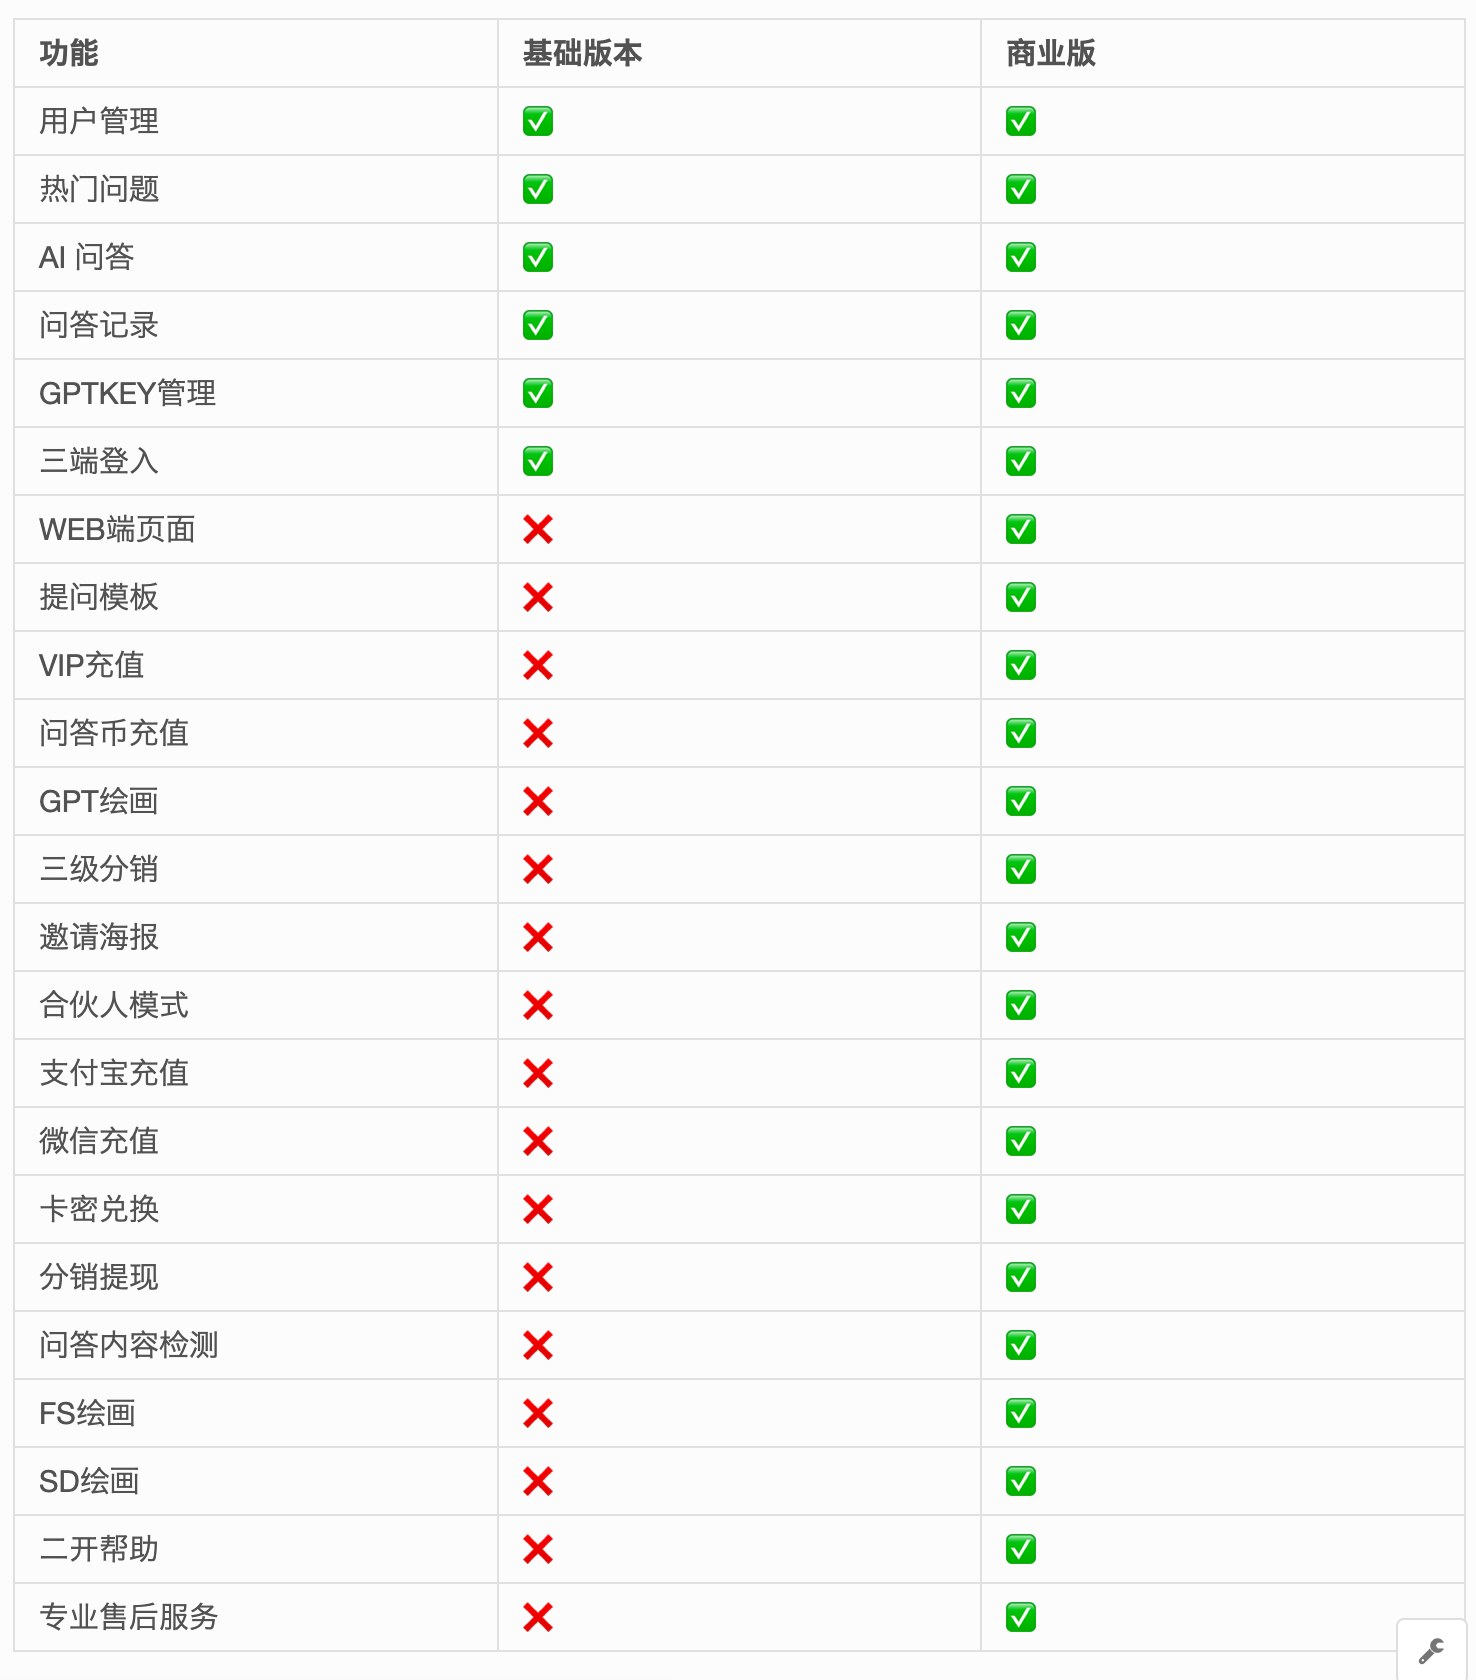 功能 基础版本 商业版
用户管理 ✅ ✅
热门问题 ✅ ✅
AI 问答 ✅ ✅
问答记录 ✅ ✅
GPTKEY管理 ✅ ✅
三端登入 ✅ ✅
WEB端页面 ❌ ✅
提问模板 ❌ ✅
VIP充值 ❌ ✅
问答币充值 ❌ ✅
GPT绘画 ❌ ✅
三级分销 ❌ ✅
邀请海报 ❌ ✅
合伙人模式 ❌ ✅
支付宝充值 ❌ ✅
微信充值 ❌ ✅
卡密兑换 ❌ ✅
分销提现 ❌ ✅
问答内容检测 ❌ ✅
FS绘画 ❌ ✅
SD绘画 ❌ ✅
二开帮助 ❌ ✅
专业售后服务 ❌ ✅